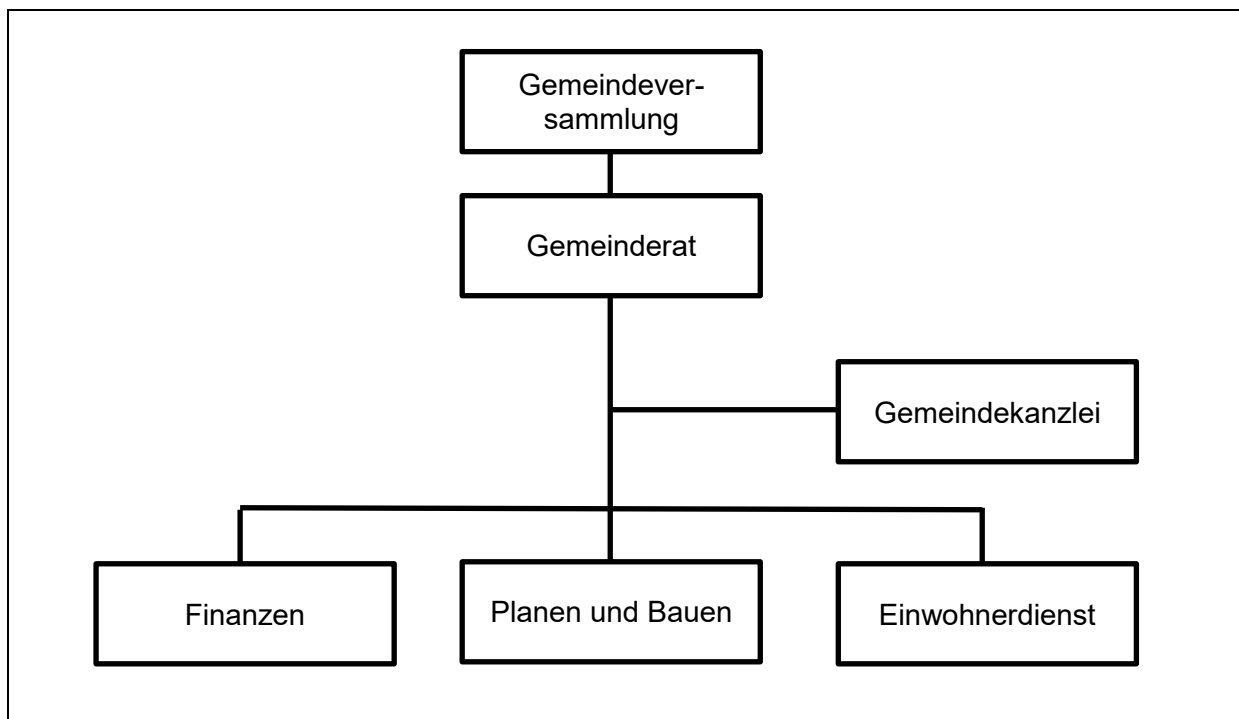 Gemeindever-
sammlung
Gemeinderat
Gemeindekanzlei
Finanzen
Planen und Bauen
Einwohnerdienst